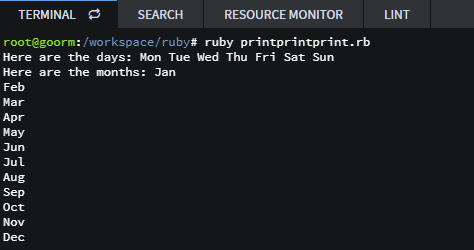 TERMINAL SEARCH RESOURCE MONITOR LINT
root@goorm:/workspace/ruby# ruby printprintprint.rb
Here are the days: Mon Tue Wed Thu Fri Sat Sun
Here are the months: Jan
Feb
Mar
Apr
May
Jun
Jul
Aug
Sep
Oct
Nov
Dec